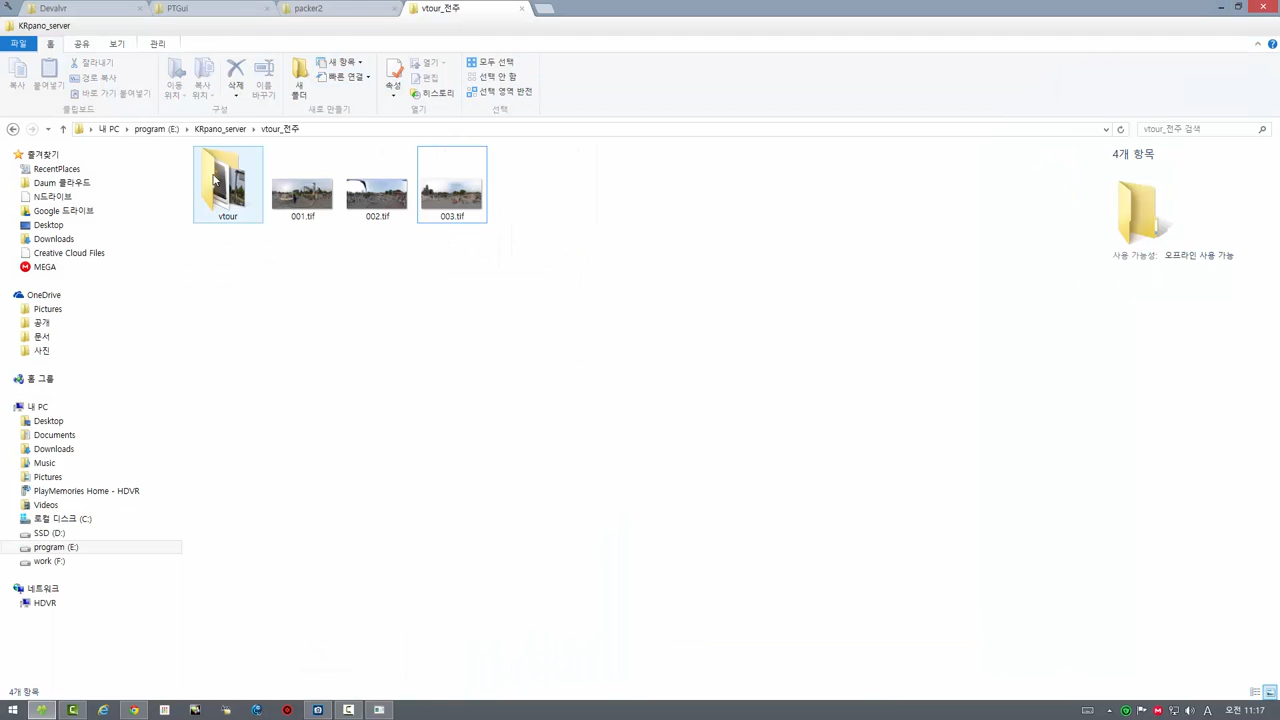 Devalvr
PTGui
packer2
vtour_전주
KRpano_server
파일
홈
공유
보기
관리
복사
붙여넣기
잘라내기
경로 복사
바로 가기 붙여넣기
클립보드
이동
위치
복사
위치
삭제
이름
바꾸기
구성
새
폴더
새 항목
빠른 연결
새로 만들기
속성
열기
편집
히스토리
열기
모두 선택
선택 안 함
선택 영역 반전
선택
내 PC
program (E:)
KRpano_server
vtour_전주
vtour_전주 검색
즐겨찾기
RecentPlaces
Daum 클라우드
N드라이브
Google 드라이브
Desktop
Downloads
Creative Cloud Files
MEGA
OneDrive
Pictures
공개
문서
사진
홈 그룹
내 PC
Desktop
Documents
Downloads
Music
Pictures
PlayMemories Home - HDVR
Videos
로컬 디스크 (C:)
SSD (D:)
program (E:)
work (F:)
네트워크
HDVR
vtour
001.tif
002.tif
003.tif
4개 항목
사용 가능성: 오프라인 사용 가능
4개 항목
A
오전 11:17